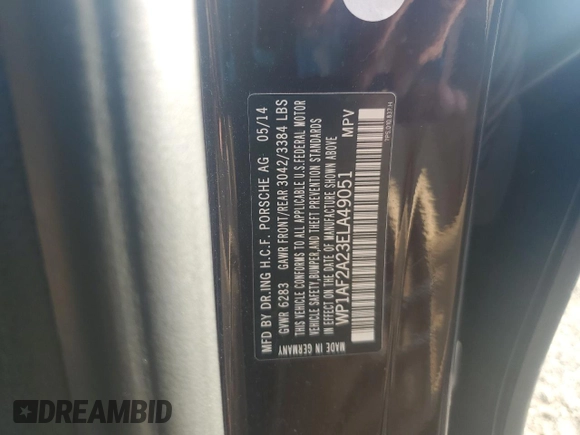 MFD BY DR.ING H.C.F. PORSCHE AG 05/14
GVWR 6283 GAWR FRONT/REAR 3042/3384 LBS
THIS VEHICLE CONFORMS TO ALL APPLICABLE U.S.FEDERAL MOTOR
VEHICLE SAFETY,BUMPER,AND THEFT PREVENTION STANDARDS
IN EFFECT ON THE DATE OF MANUFACTURE SHOWN ABOVE
WP1AF2A23ELA49051 MPV
MADE IN GERMANY
DREAMBID